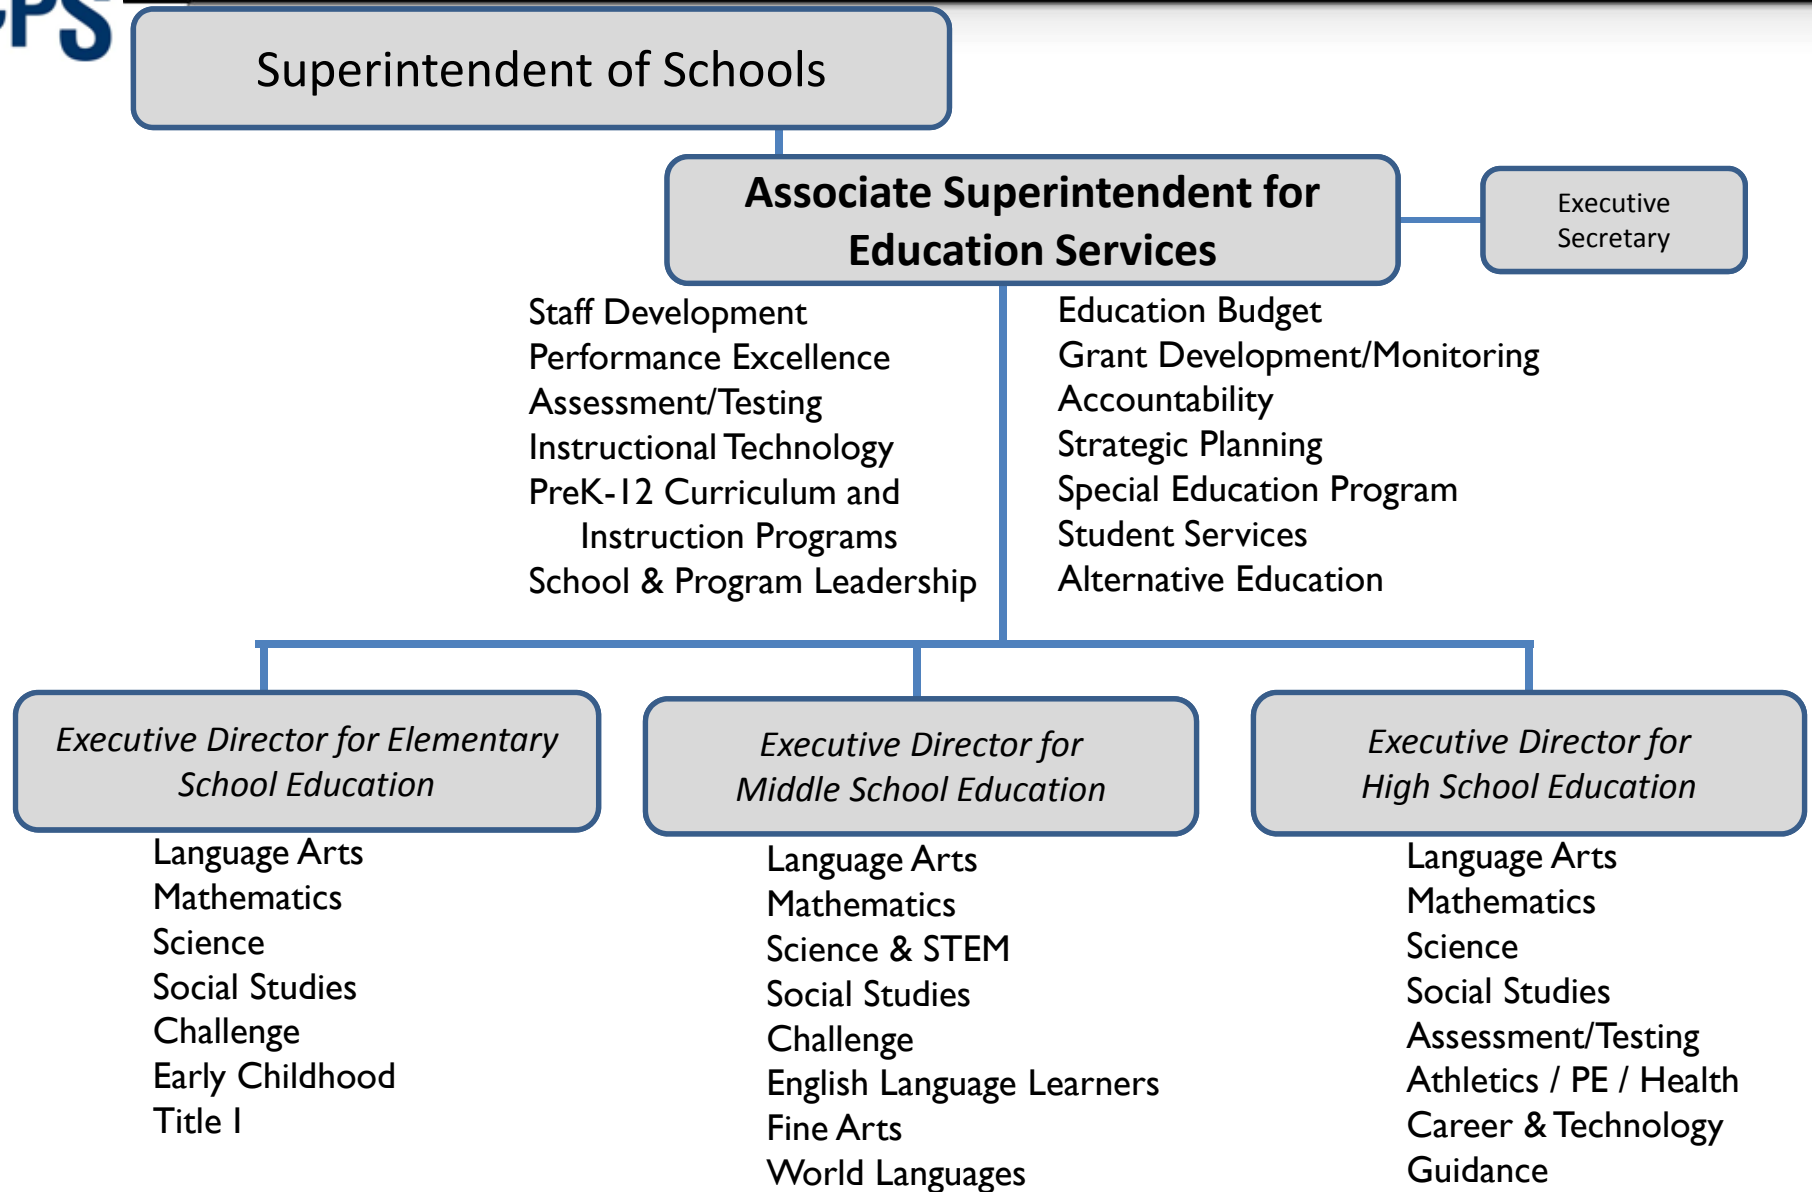 PS
Superintendent of Schools
Associate Superintendent for
Education Services
Executive
Secretary
Staff Development
Performance Excellence
Assessment/Testing
Instructional Technology
PreK-12 Curriculum and
Instruction Programs
School & Program Leadership
Education Budget
Grant Development/Monitoring
Accountability
Strategic Planning
Special Education Program
Student Services
Alternative Education
Executive Director for Elementary
School Education
Language Arts
Mathematics
Science
Social Studies
Challenge
Early Childhood
Title I
Executive Director for
Middle School Education
Language Arts
Mathematics
Science & STEM
Social Studies
Challenge
English Language Learners
Fine Arts
World Languages
Executive Director for
High School Education
Language Arts
Mathematics
Science
Social Studies
Assessment/Testing
Athletics / PE / Health
Career & Technology
Guidance